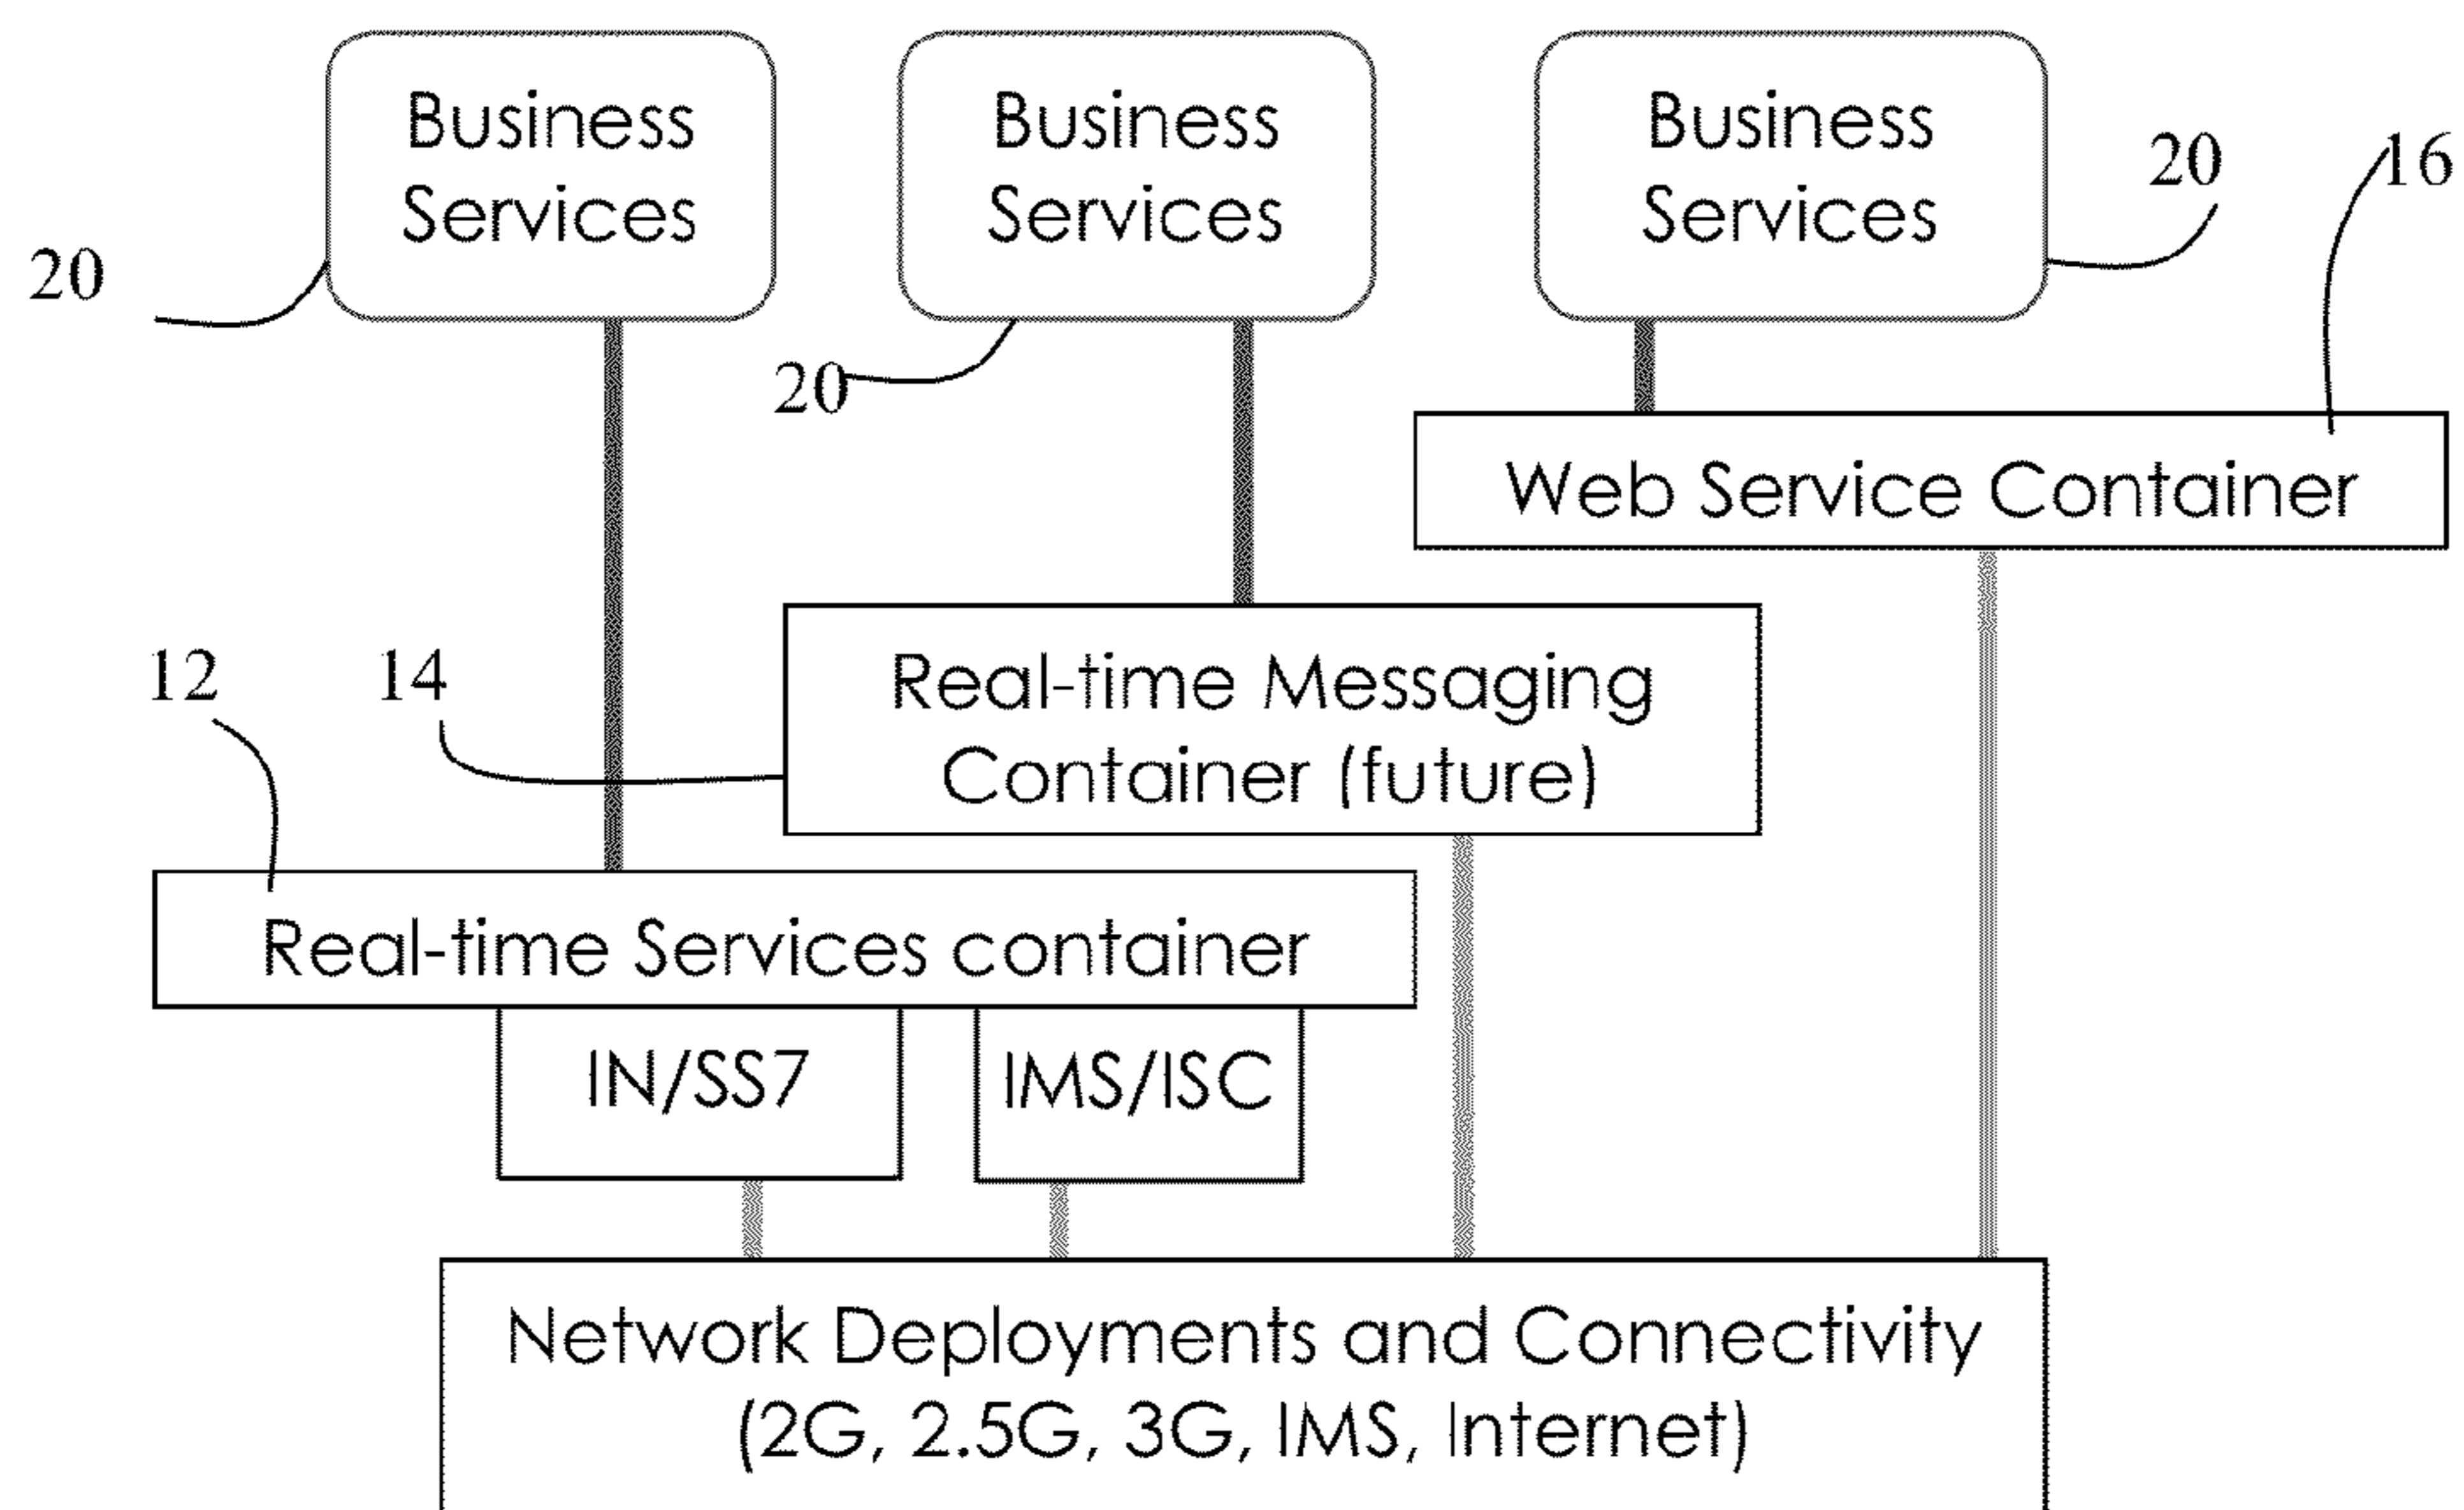 Business
Services
Business
Services
Business
Services
20
16
20
20
Web Service Container
12
14
Real-time Messaging
Container (future)
Real-time Services container
IN/SS7
IMS/ISC
Network Deployments and Connectivity
(2G, 2.5G, 3G, IMS, Internet)